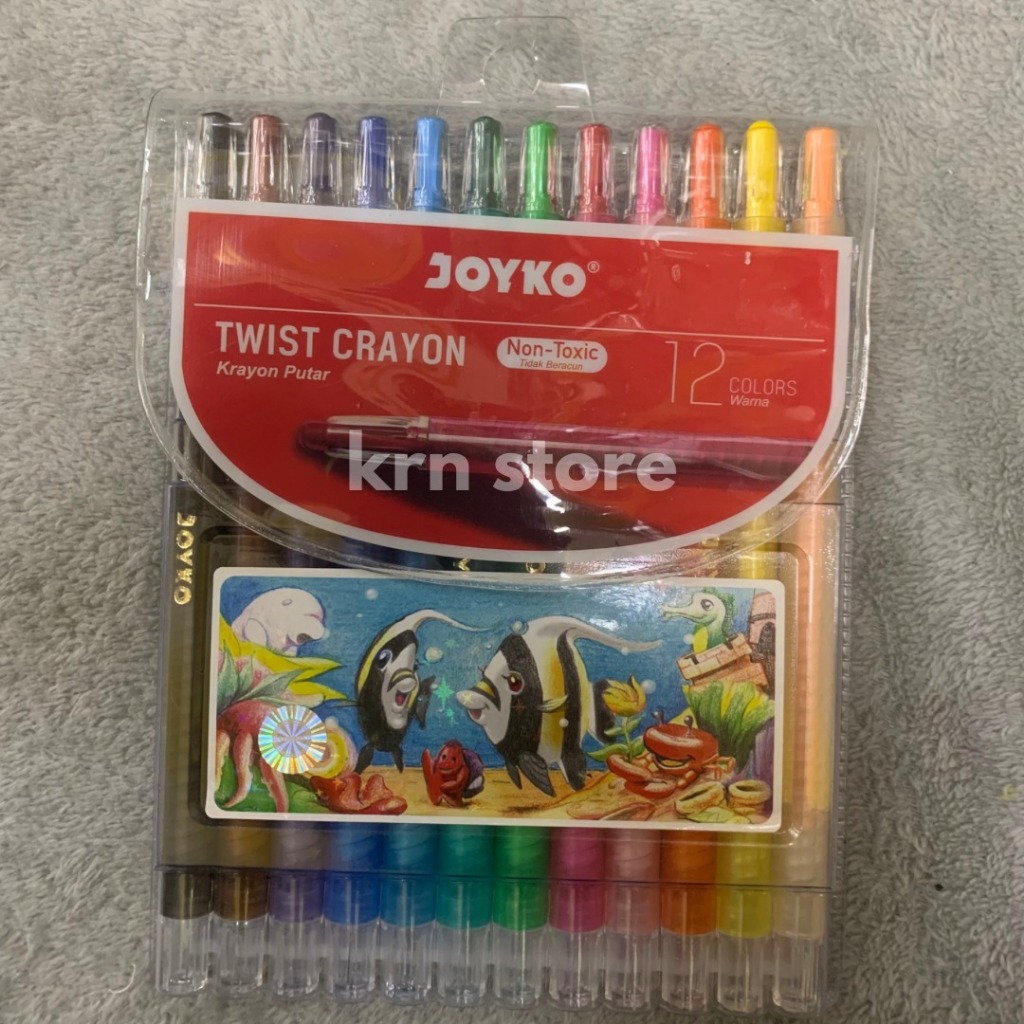 JOYKO®
TWIST CRAYON
Krayon Putar
Non-Toxic
Tidak Beracun
12 COLORS
Warna
krn store
JOYKO